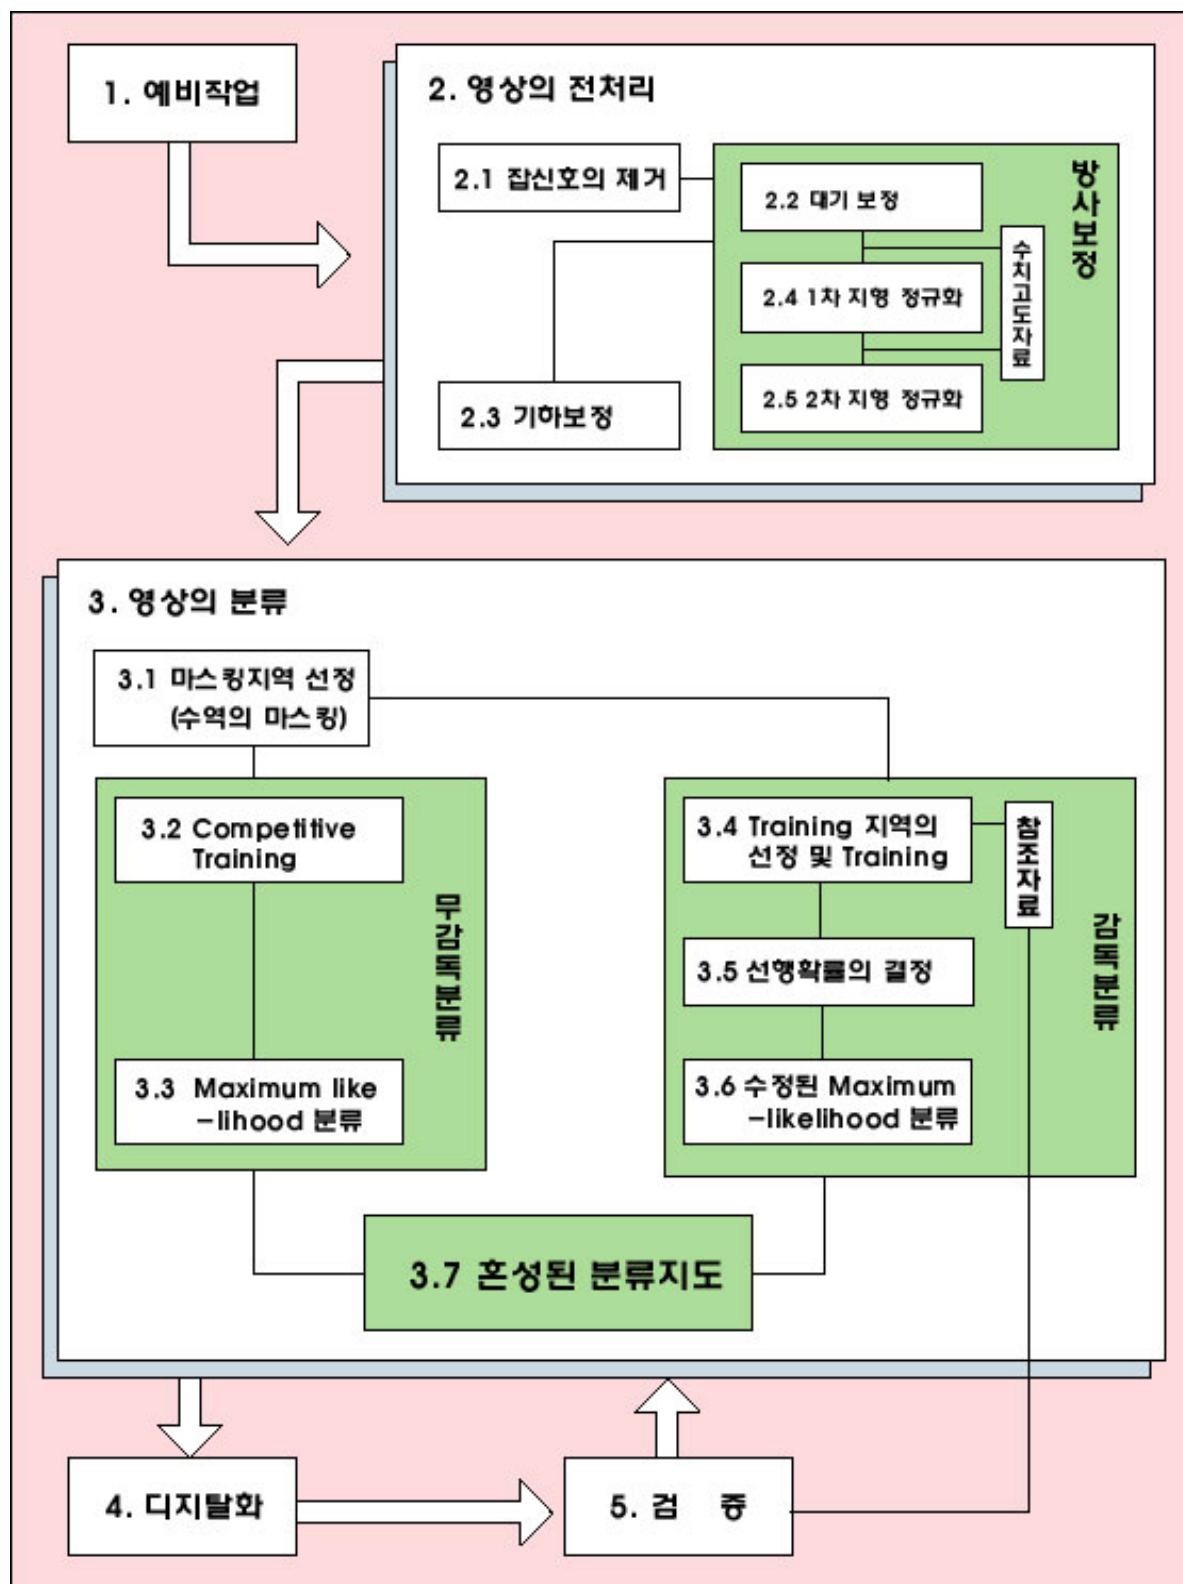 1. 예비작업
2. 영상의 전처리
2.1 잡신호의 제거
방사보정
2.2 대기 보정
수치고도자료
2.4 1차 지형 정규화
2.5 2차 지형 정규화
2.3 기하보정
3. 영상의 분류
3.1 마스킹지역 선정
(수역의 마스킹)
3.2 Competitive
Training
무감독분류
3.3 Maximum like
-lihood 분류
3.4 Training 지역의
선정 및 Training
참조자료
감독분류
3.5 선행확률의 결정
3.6 수정된 Maximum
-likelihood 분류
3.7 혼성된 분류지도
4. 디지탈화
5. 검 증